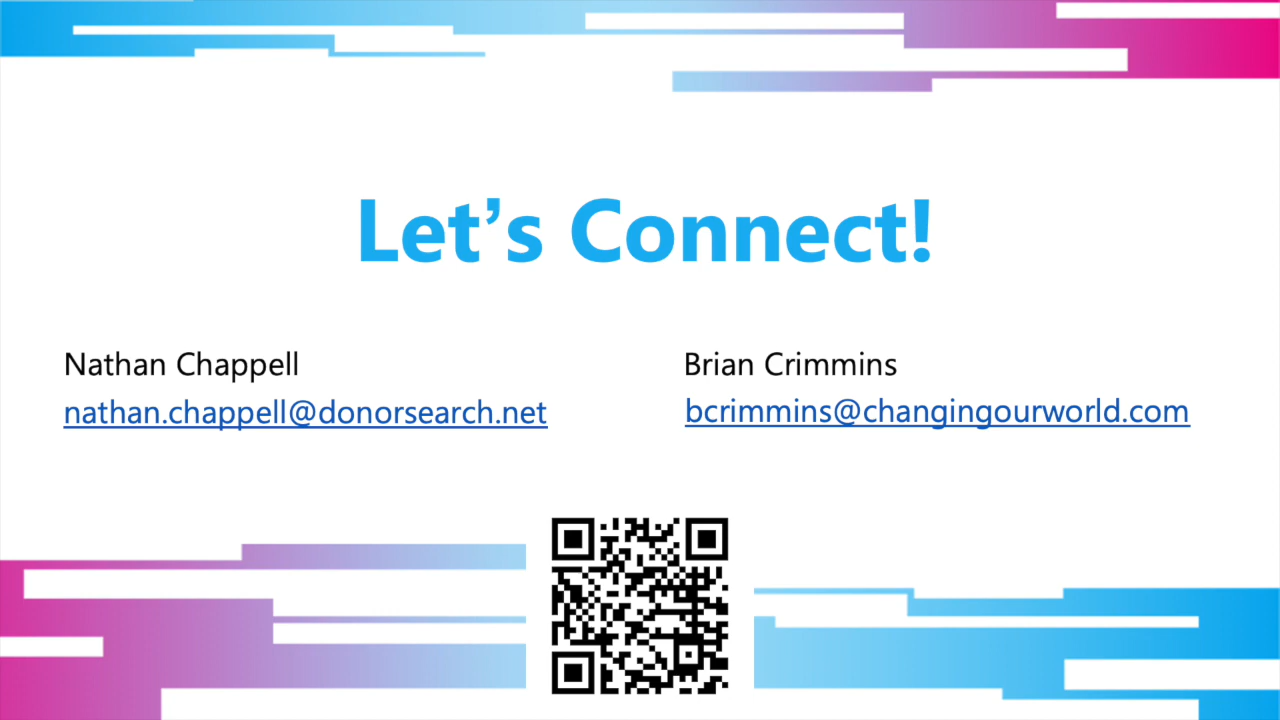 Let’s Connect!
Nathan Chappell
nathan.chappell@donorsearch.net
Brian Crimmins
bcrimmins@changingourworld.com